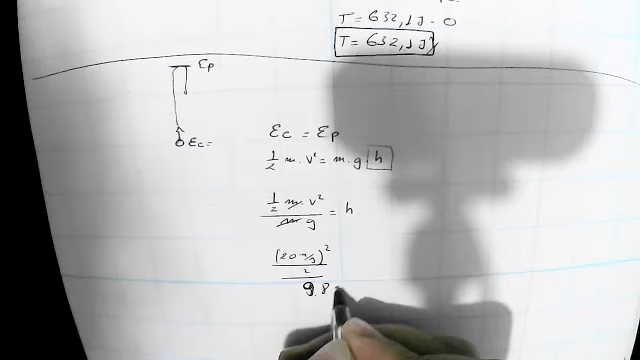 T = 632,1J - 0
T = 632,1J
Ep
Ec =
Ec = Ep
1/2 m. v² = m. g h
1/2 m. v²
m g
= h
(20 m/s)²
2
9.8